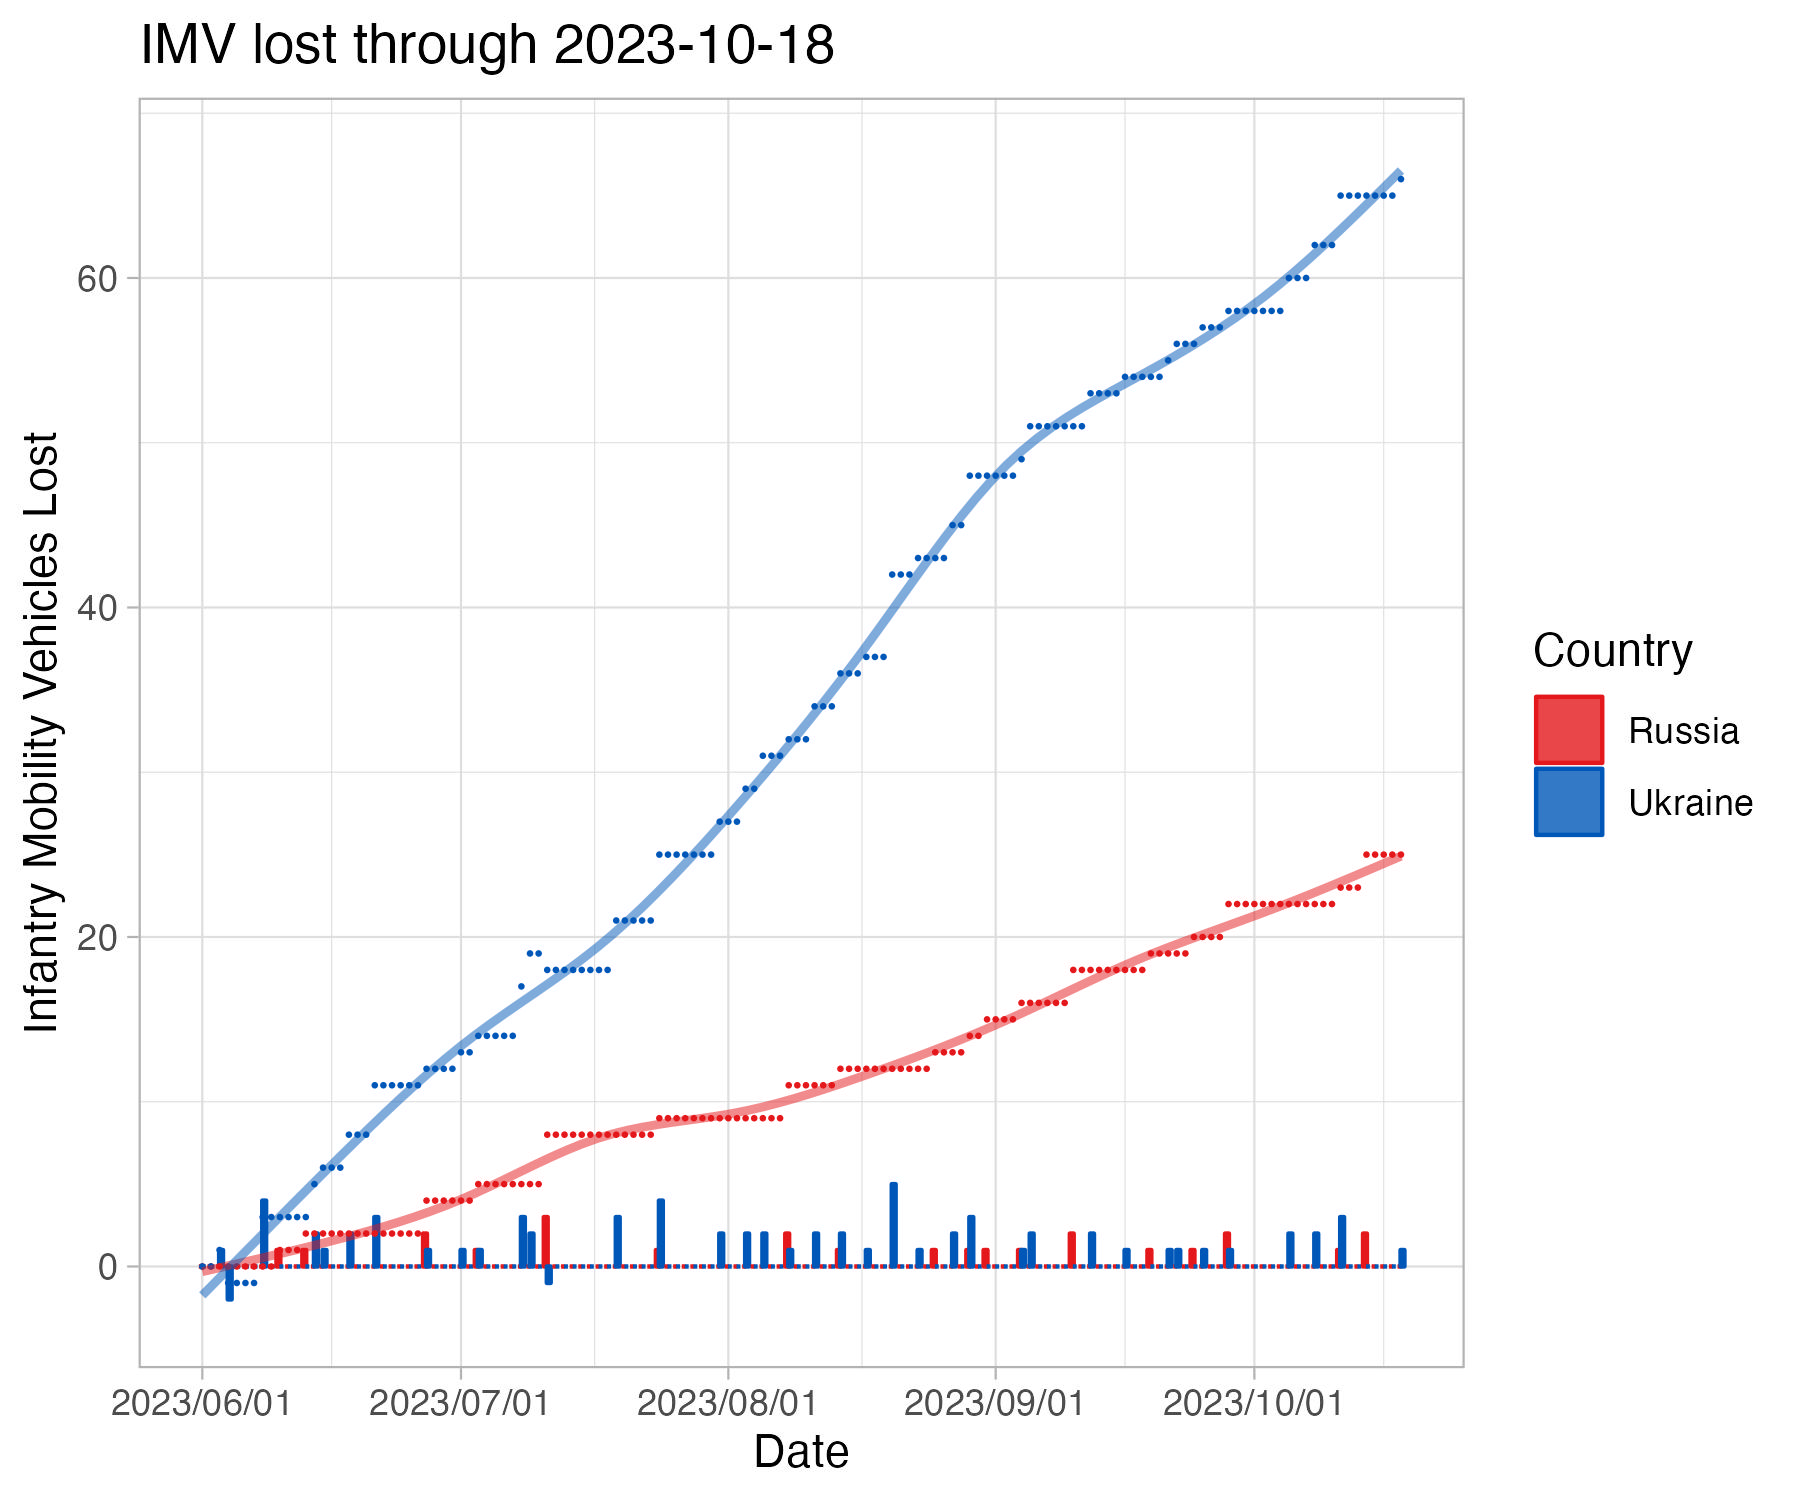 IMV lost through 2023-10-18
Infantry Mobility Vehicles Lost
60
40
20
0
2023/06/01
2023/07/01
2023/08/01
2023/09/01
2023/10/01
Date
Country
Russia
Ukraine